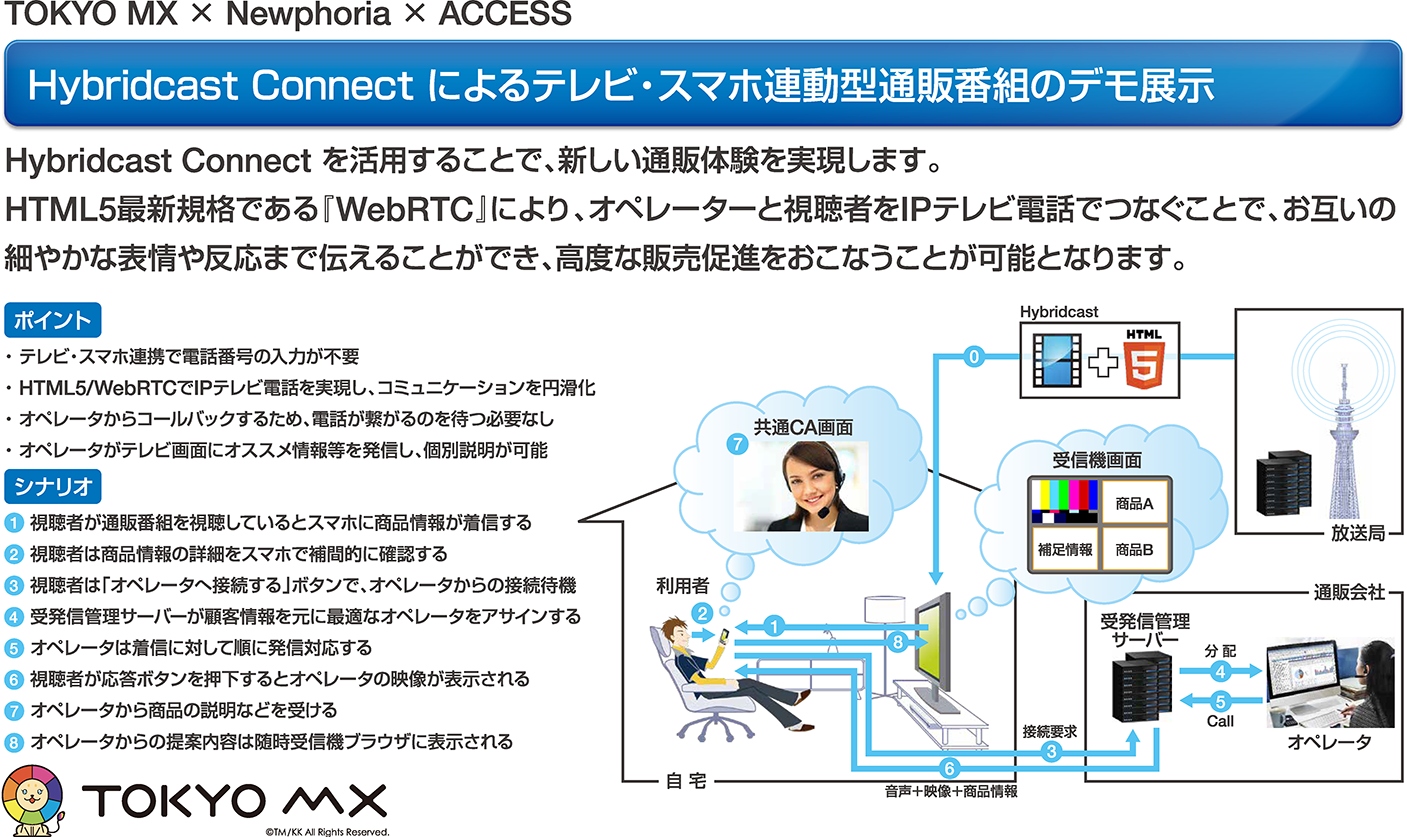 TOKYO MX × Newphoria × ACCESS
Hybridcast Connect によるテレビ・スマホ連動型通販番組のデモ展示
Hybridcast Connect を活用することで、新しい通販体験を実現します。
HTML5最新規格である『WebRTC』により、オペレーターと視聴者をIPテレビ電話でつなぐことで、お互いの
細やかな表情や反応まで伝えることができ、高度な販売促進をおこなうことが可能となります。
ポイント
・ テレビ・スマホ連携で電話番号の入力が不要
・ HTML5/WebRTCでIPテレビ電話を実現し、コミュニケーションを円滑化
・ オペレータからコールバックするため、電話が繋がるのを待つ必要なし
・ オペレータがテレビ画面にオススメ情報等を発信し、個別説明が可能
シナリオ
1 視聴者が通販番組を視聴しているとスマホに商品情報が着信する
2 視聴者は商品情報の詳細をスマホで補間的に確認する
3 視聴者は「オペレータへ接続する」ボタンで、オペレータからの接続待機
4 受発信管理サーバーが顧客情報を元に最適なオペレータをアサインする
5 オペレータは着信に対して順に発信対応する
6 視聴者が応答ボタンを押下するとオペレータの映像が表示される
7 オペレータから商品の説明などを受ける
8 オペレータからの提案内容は随時受信機ブラウザに表示される
TOKYO MX
©TM/KK All Rights Reserved.
Hybridcast
HTML
5
0
放送局
共通CA画面
7
受信機画面
商品A
補足情報
商品B
利用者
2
1
8
自宅
接続要求
3
6
音声＋映像＋商品情報
通販会社
受発信管理
サーバー
分配
4
5
Call
オペレータ